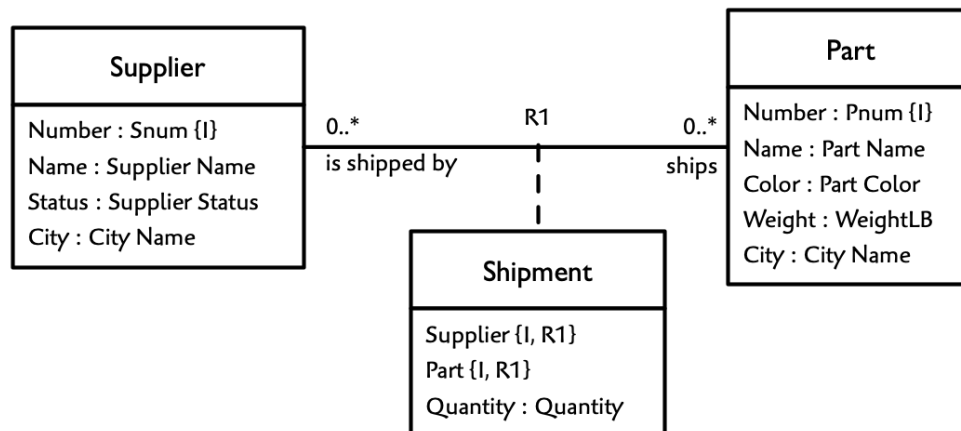 Supplier
Number : Snum {I}
Name : Supplier Name
Status : Supplier Status
City : City Name
0..*
is shipped by
R1
0..*
ships
Part
Number : Pnum {I}
Name : Part Name
Color : Part Color
Weight : WeightLB
City : City Name
Shipment
Supplier {I, R1}
Part {I, R1}
Quantity : Quantity